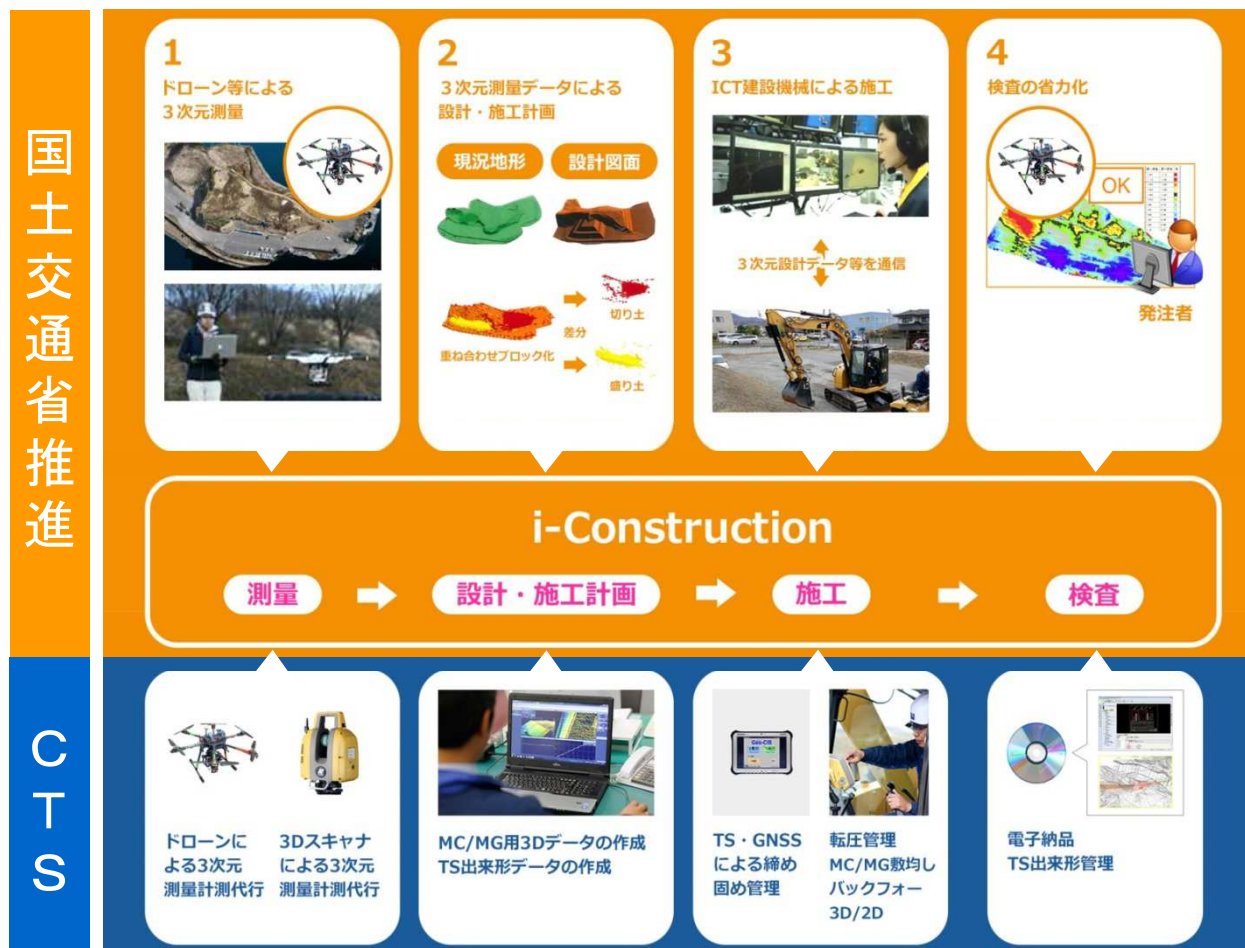 国土交通省推進
1
ドローン等による
3次元測量
2
3次元測量データによる
設計・施工計画
現況地形
設計図面
切り土
差分
重ね合わせブロック化
盛り土
3
ICT建設機械による施工
3次元設計データ等を通信
4
検査の省力化
OK
発注者
i-Construction
測量
設計・施工計画
施工
検査
CTS
ドローンに
よる3次元
測量計測代行
3Dスキャナ
による3次元
測量計測代行
MC/MG用3Dデータの作成
TS出来形データの作成
TS・GNSS
による締め
固め管理
転圧管理
MC/MG敷均し
バックフォー
3D/2D
電子納品
TS出来形管理